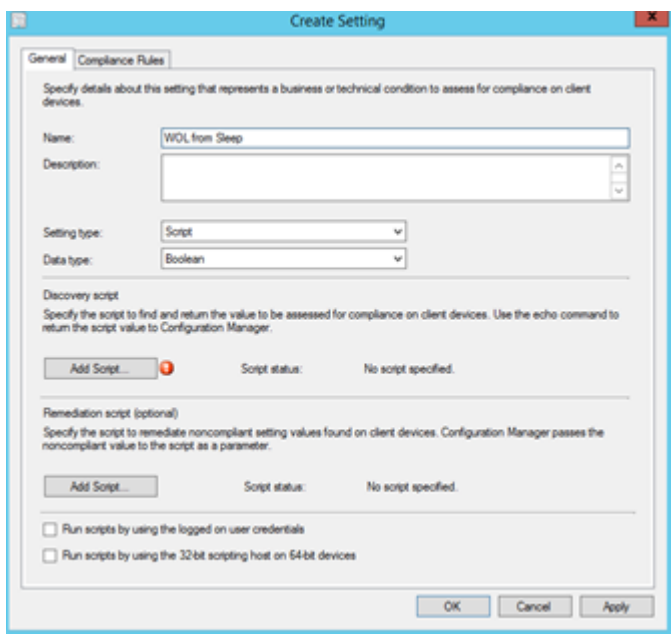 Create Setting
X
General Compliance Rules
Specify details about this setting that represents a business or technical condition to assess for compliance on client
devices.
Name: WOL from Sleep
Description:
Setting type: Script
Data type: Boolean
Discovery script
Specify the script to find and return the value to be assessed for compliance on client devices. Use the echo command to
return the script value to Configuration Manager.
Add Script... Script status: No script specified.
Remediation script (optional)
Specify the script to remediate noncompliant setting values found on client devices. Configuration Manager passes the
noncompliant value to the script as a parameter.
Add Script... Script status: No script specified.
Run scripts by using the logged on user credentials
Run scripts by using the 32-bit scripting host on 64-bit devices
OK Cancel Apply